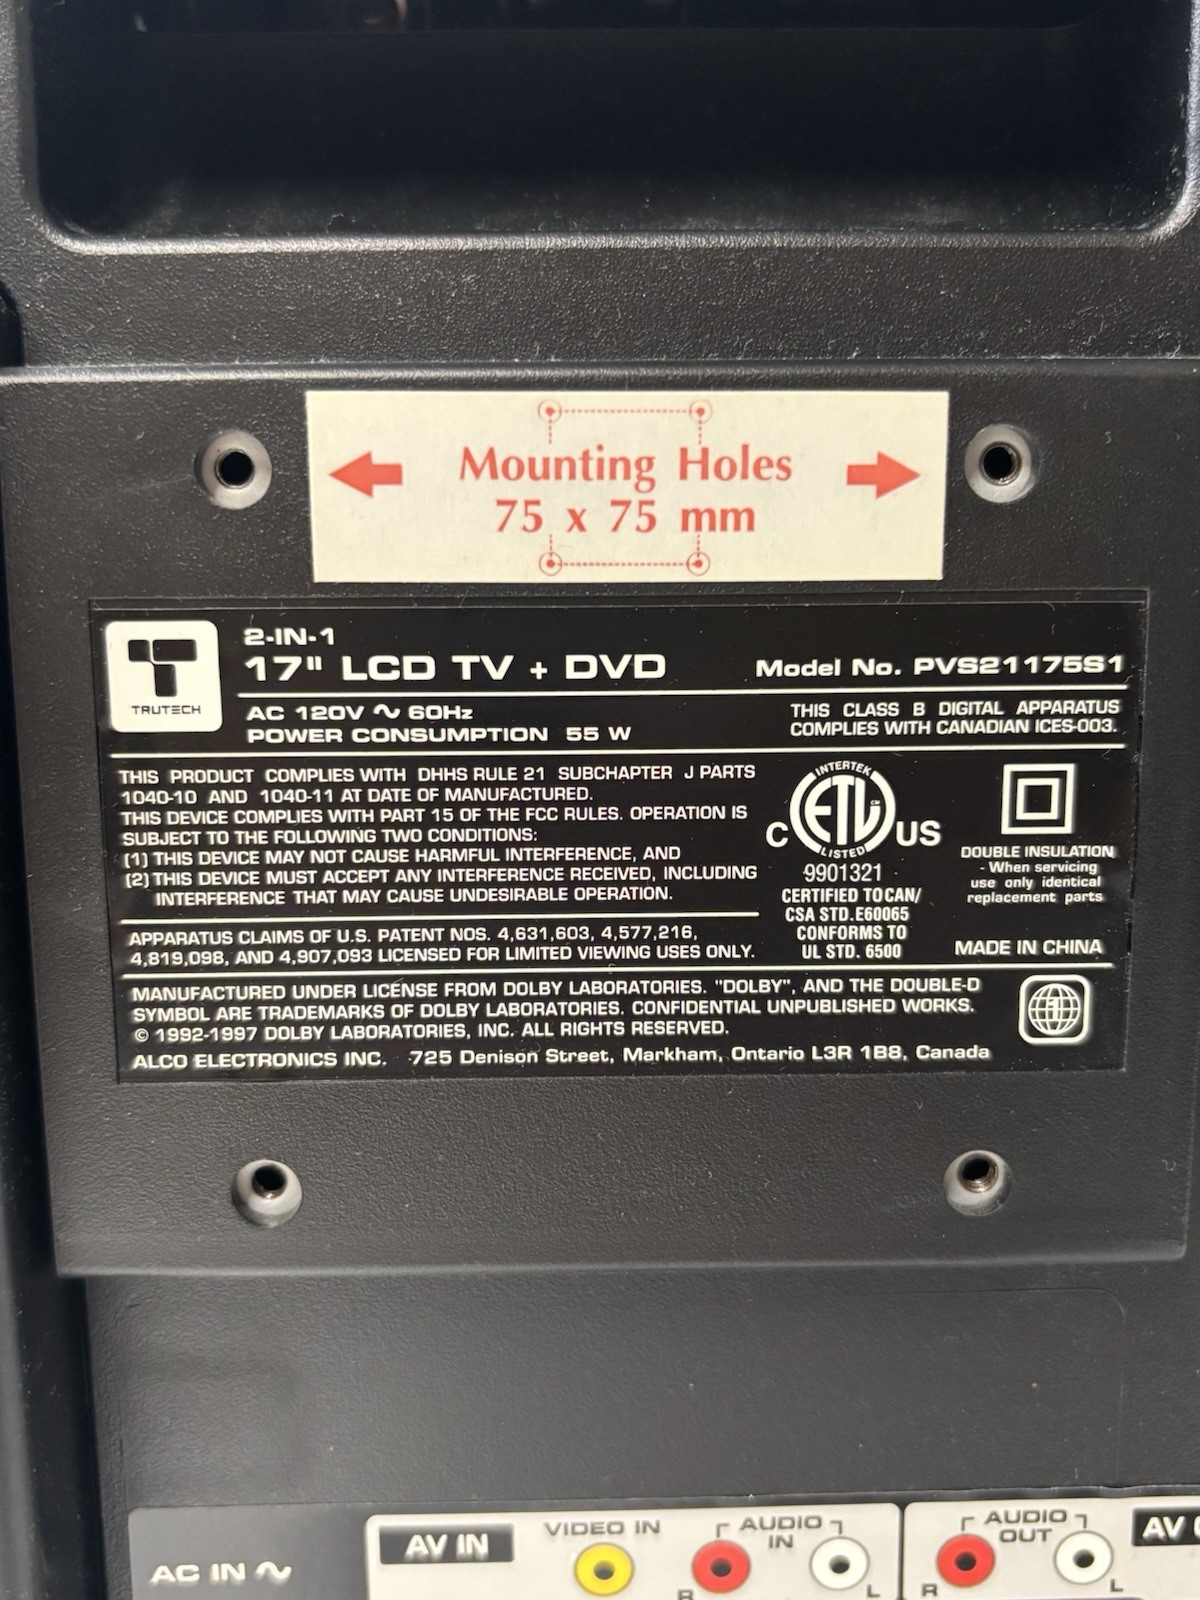 Mounting Holes
75 x 75 mm
TRUTECH
2-IN-1
17" LCD TV + DVD
Model No. PVS21175S1
AC 120V ~ 60Hz
POWER CONSUMPTION 55 W
THIS CLASS B DIGITAL APPARATUS
COMPLIES WITH CANADIAN ICES-003.
THIS PRODUCT COMPLIES WITH DHHS RULE 21 SUBCHAPTER J PARTS
1040-10 AND 1040-11 AT DATE OF MANUFACTURED.
THIS DEVICE COMPLIES WITH PART 15 OF THE FCC RULES. OPERATION IS
SUBJECT TO THE FOLLOWING TWO CONDITIONS:
(1) THIS DEVICE MAY NOT CAUSE HARMFUL INTERFERENCE, AND
(2) THIS DEVICE MUST ACCEPT ANY INTERFERENCE RECEIVED, INCLUDING
INTERFERENCE THAT MAY CAUSE UNDESIRABLE OPERATION.
INTERTEK
C ETL CM US
LISTED
9901321
CERTIFIED TO CAN/
CSA STD.E60065
CONFORMS TO
UL STD. 6500
DOUBLE INSULATION
- When servicing
use only identical
replacement parts
MADE IN CHINA
APPARATUS CLAIMS OF U.S. PATENT NOS. 4,631,603, 4,577,216,
4,819,098, AND 4,907,093 LICENSED FOR LIMITED VIEWING USES ONLY.
MANUFACTURED UNDER LICENSE FROM DOLBY LABORATORIES. "DOLBY", AND THE DOUBLE-D
SYMBOL ARE TRADEMARKS OF DOLBY LABORATORIES. CONFIDENTIAL UNPUBLISHED WORKS.
© 1992-1997 DOLBY LABORATORIES, INC. ALL RIGHTS RESERVED.
1
ALCO ELECTRONICS INC. 725 Denison Street, Markham, Ontario L3R 1B8, Canada
AC IN ~
AV IN
VIDEO IN
AUDIO IN
R L
AUDIO OUT
R L
AV